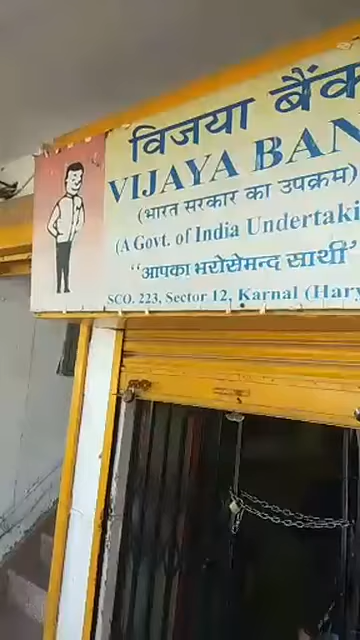 विजया बैंक
VIJAYA BAN
(भारत सरकार का उपक्रम)
(A Govt. of India Undertaki
“आपका भरोसेमन्द साथी”
SCO. 223, Sector 12, Karnal (Hary